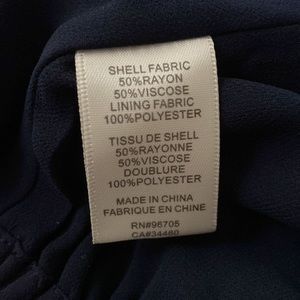 SHELL FABRIC
50%RAYON
50%VISCOSE
LINING FABRIC
100%POLYESTER
TISSU DE SHELL
50%RAYONNE
50%VISCOSE
DOUBLURE
100%POLYESTER
MADE IN CHINA
FABRIQUE EN CHINE
RN#96705
CA#34480